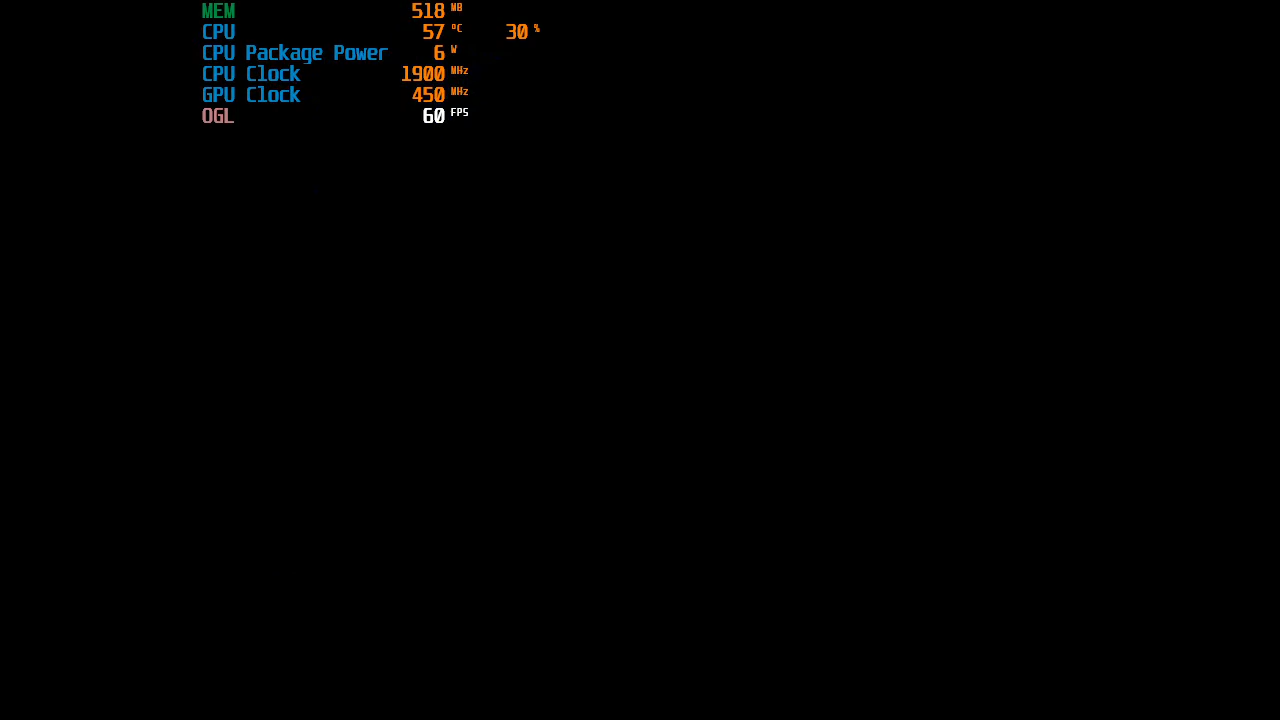 MEM 518 MB
CPU 57 °C 30 %
CPU Package Power 6 W
CPU Clock 1900 MHz
GPU Clock 450 MHz
OGL 60 FPS